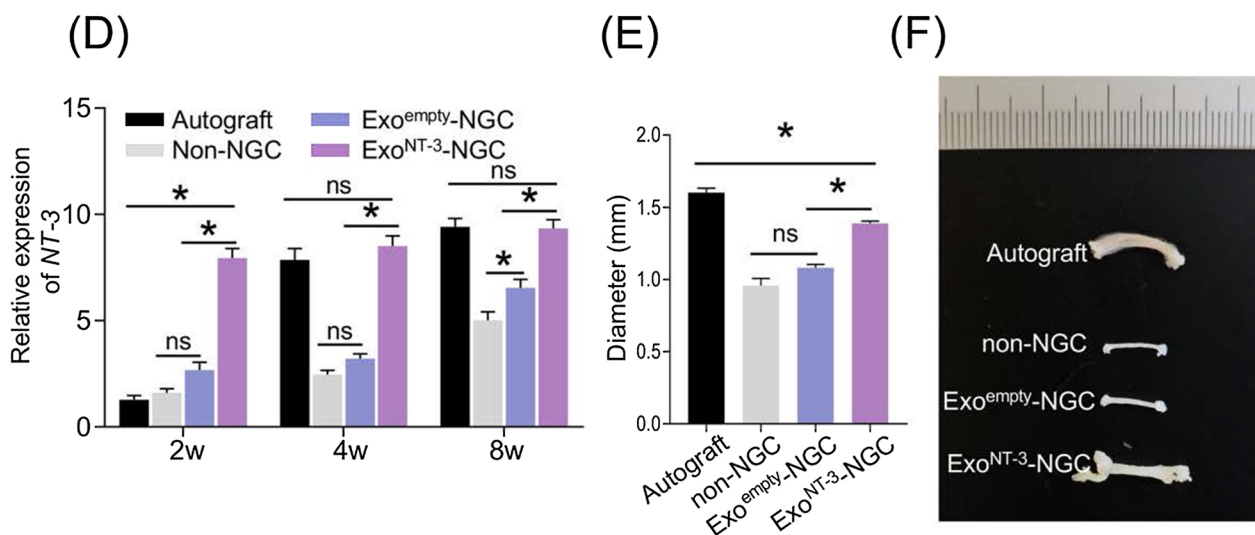 (D)
15
10
5
0
Relative expression
of NT-3
Autograft
Non-NGC
Exo^empty-NGC
Exo^NT-3-NGC
*
*
ns
ns
*
ns
ns
*
*
2w
4w
8w
(E)
2.0
1.5
1.0
0.5
0.0
Diameter (mm)
*
*
ns
Autograft
non-NGC
Exo^empty-NGC
Exo^NT-3-NGC
(F)
Autograft
non-NGC
Exo^empty-NGC
Exo^NT-3-NGC